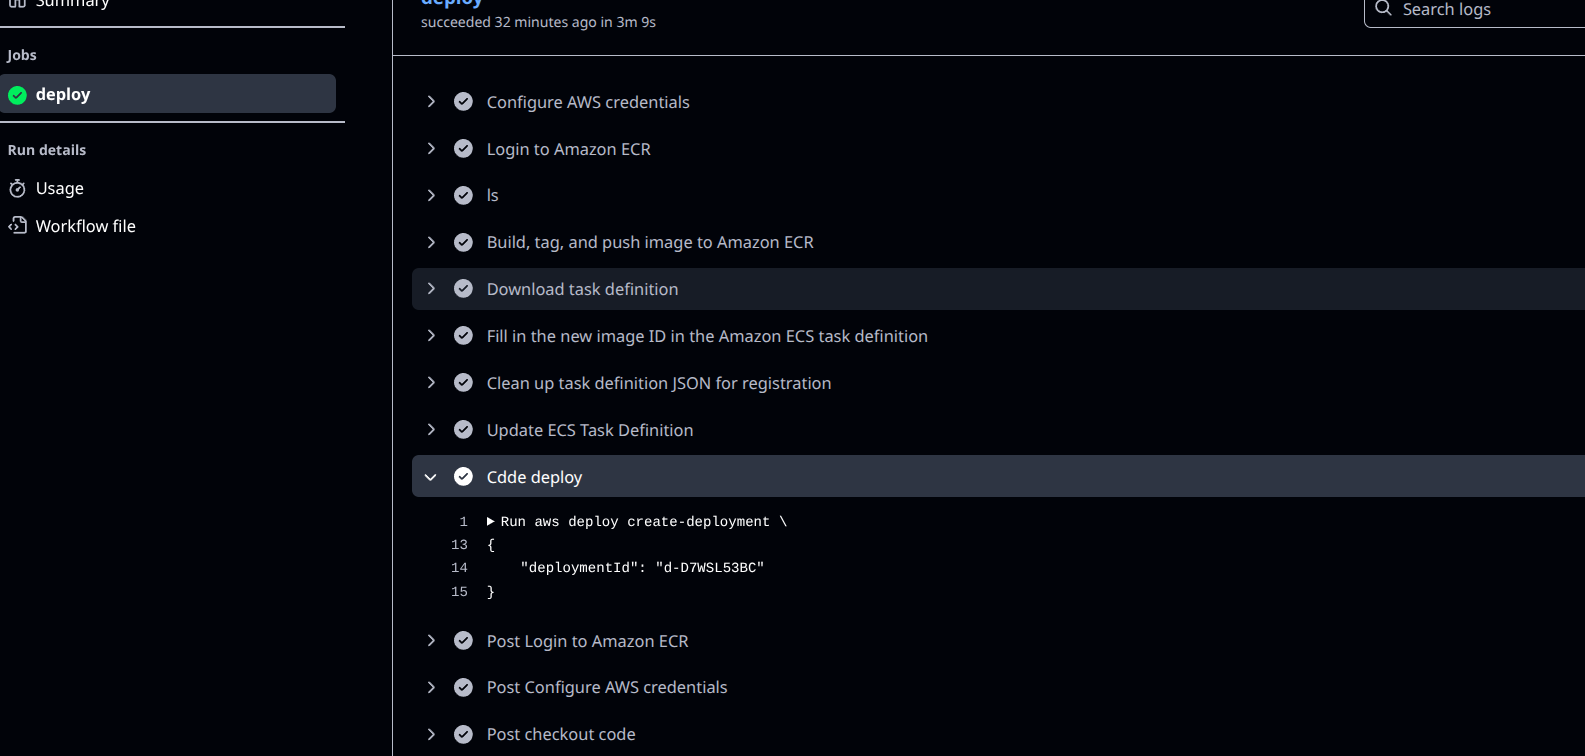 Summary
Jobs
deploy
Run details
Usage
Workflow file
deploy
succeeded 32 minutes ago in 3m 9s
Search logs
Configure AWS credentials
Login to Amazon ECR
ls
Build, tag, and push image to Amazon ECR
Download task definition
Fill in the new image ID in the Amazon ECS task definition
Clean up task definition JSON for registration
Update ECS Task Definition
Cdde deploy
1 Run aws deploy create-deployment \
13 {
14 "deploymentId": "d-D7WSL53BC"
15 }
Post Login to Amazon ECR
Post Configure AWS credentials
Post checkout code